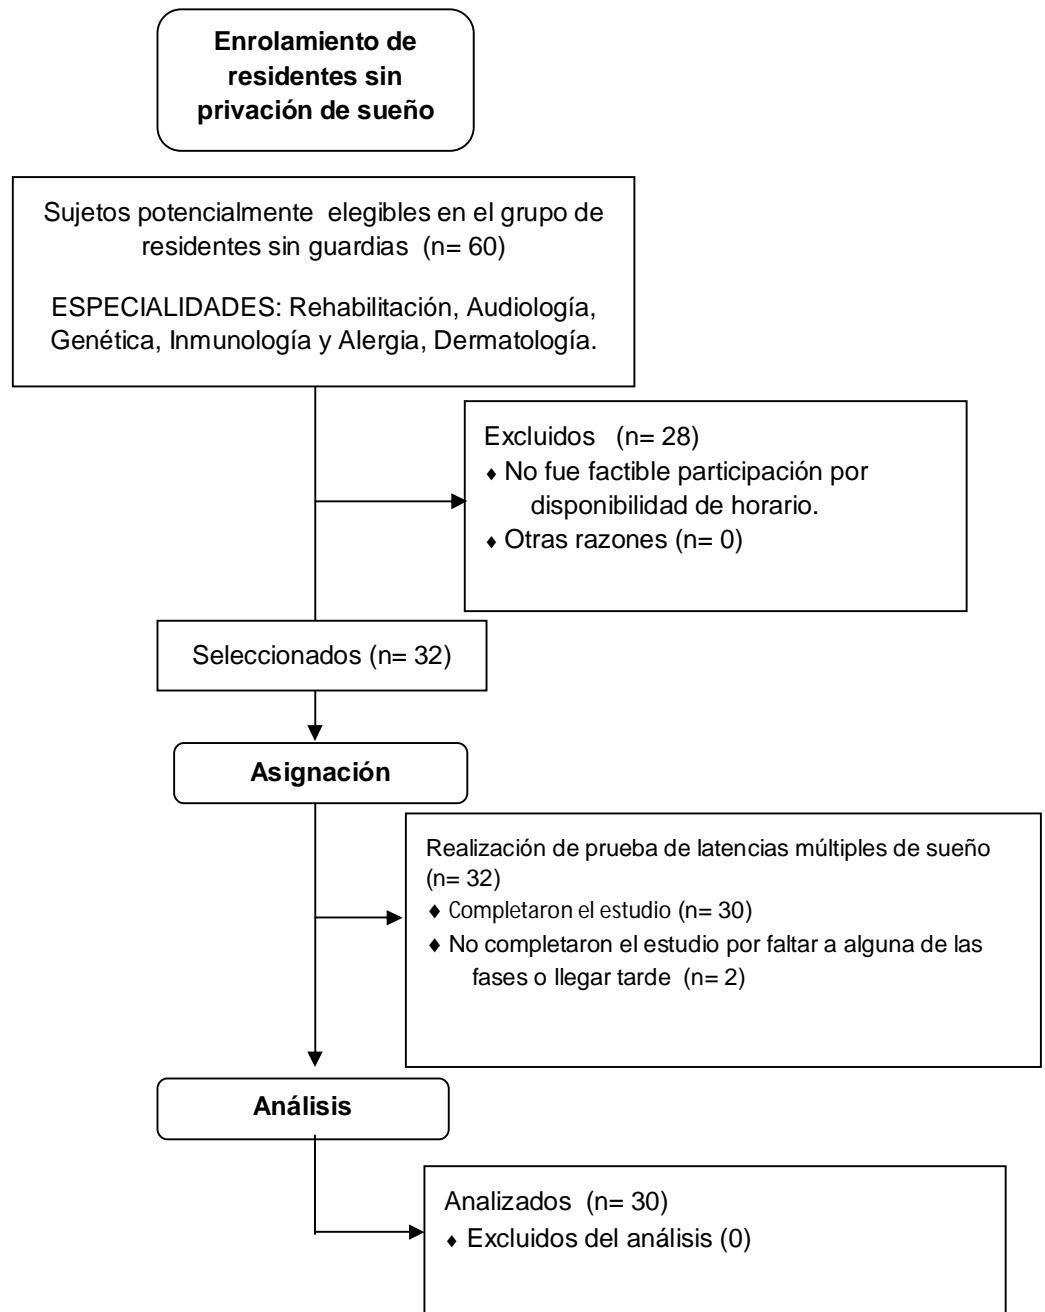 Enrolamiento de
residentes sin
privación de sueño
Sujetos potencialmente elegibles en el grupo de
residentes sin guardias (n= 60)
ESPECIALIDADES: Rehabilitación, Audiología,
Genética, Inmunología y Alergia, Dermatología.
Excluidos (n= 28)
♦ No fue factible participación por
disponibilidad de horario.
♦ Otras razones (n= 0)
Seleccionados (n= 32)
Asignación
Realización de prueba de latencias múltiples de sueño
(n= 32)
♦ Completaron el estudio (n= 30)
♦ No completaron el estudio por faltar a alguna de las
fases o llegar tarde (n= 2)
Análisis
Analizados (n= 30)
♦ Excluidos del análisis (0)